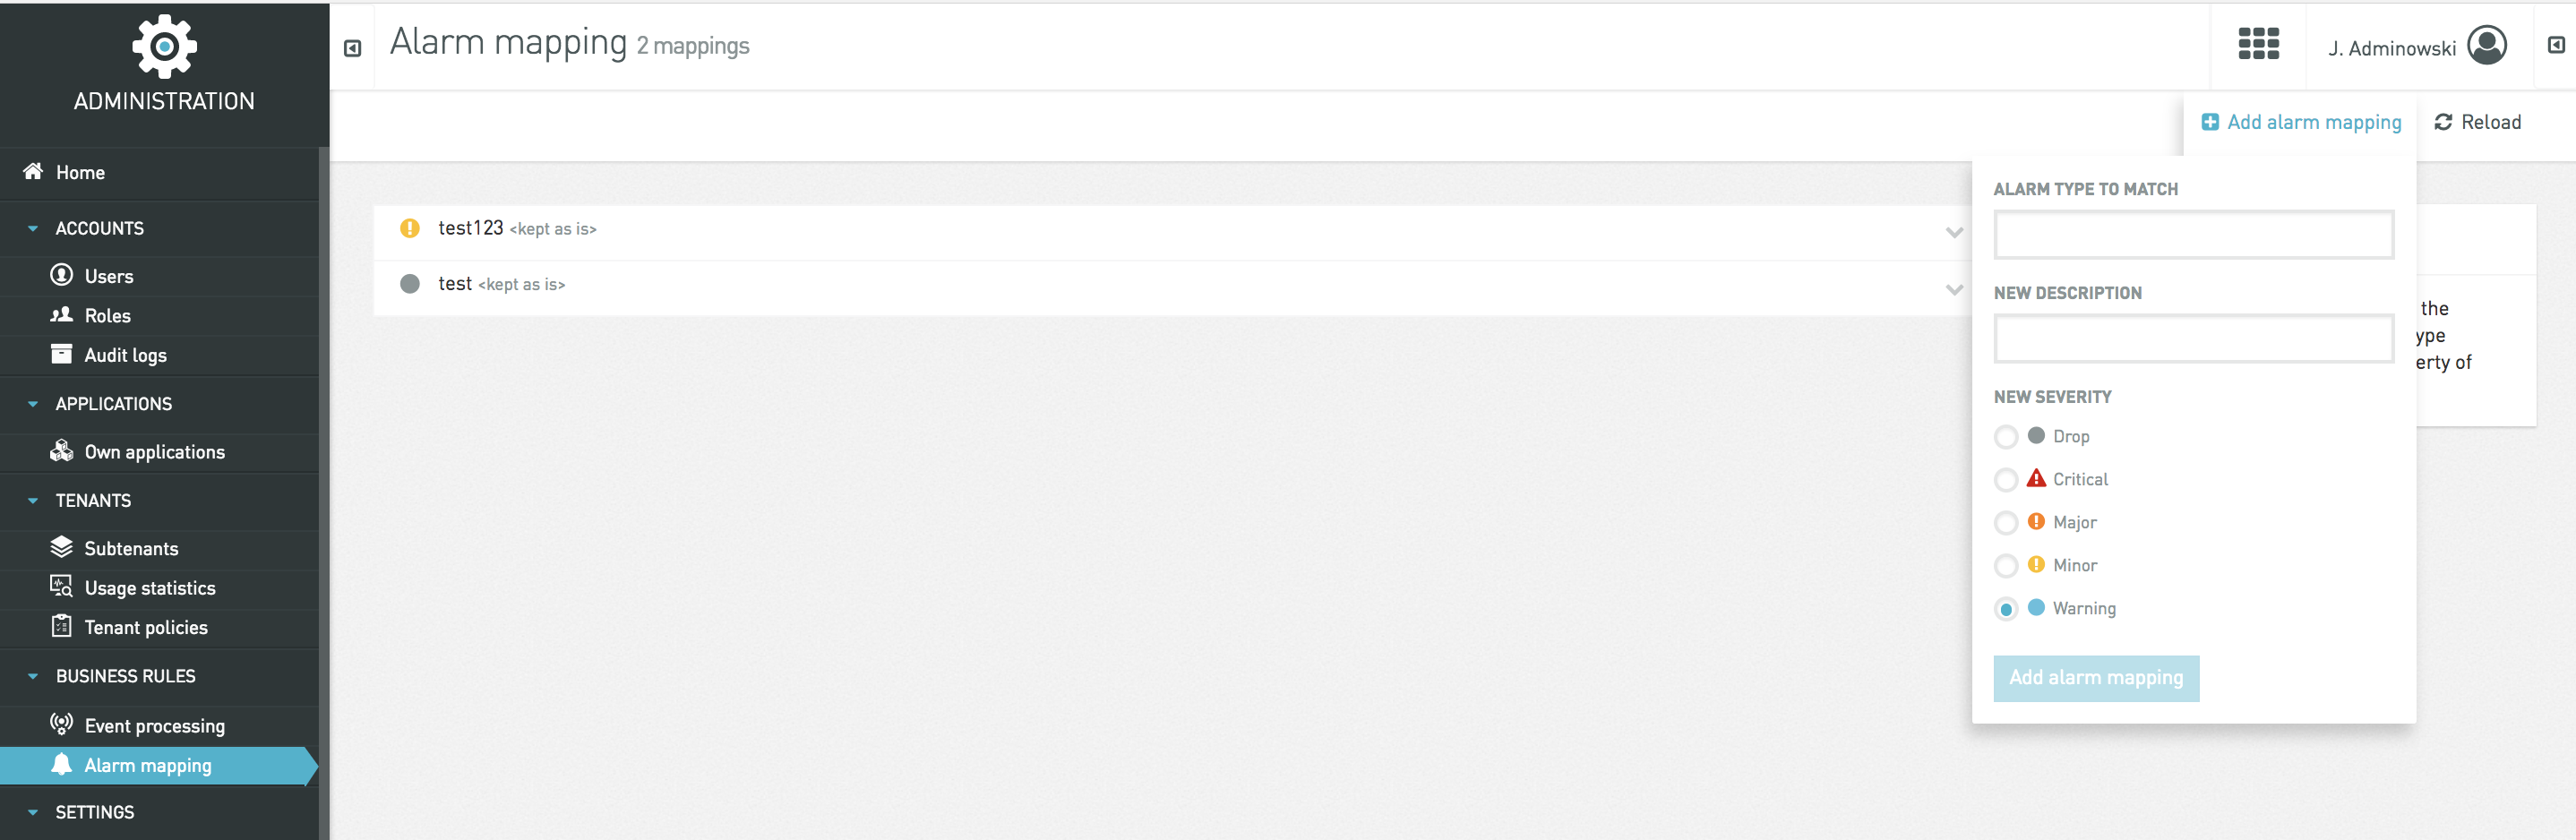 ADMINISTRATION
Home
ACCOUNTS
Users
Roles
Audit logs
APPLICATIONS
Own applications
TENANTS
Subtenants
Usage statistics
Tenant policies
BUSINESS RULES
Event processing
Alarm mapping
SETTINGS
Alarm mapping 2 mappings
J. Adminowski
Add alarm mapping
Reload
test123 <kept as is>
test <kept as is>
ALARM TYPE TO MATCH
NEW DESCRIPTION
NEW SEVERITY
Drop
Critical
Major
Minor
Warning
Add alarm mapping
the
ype
erty of